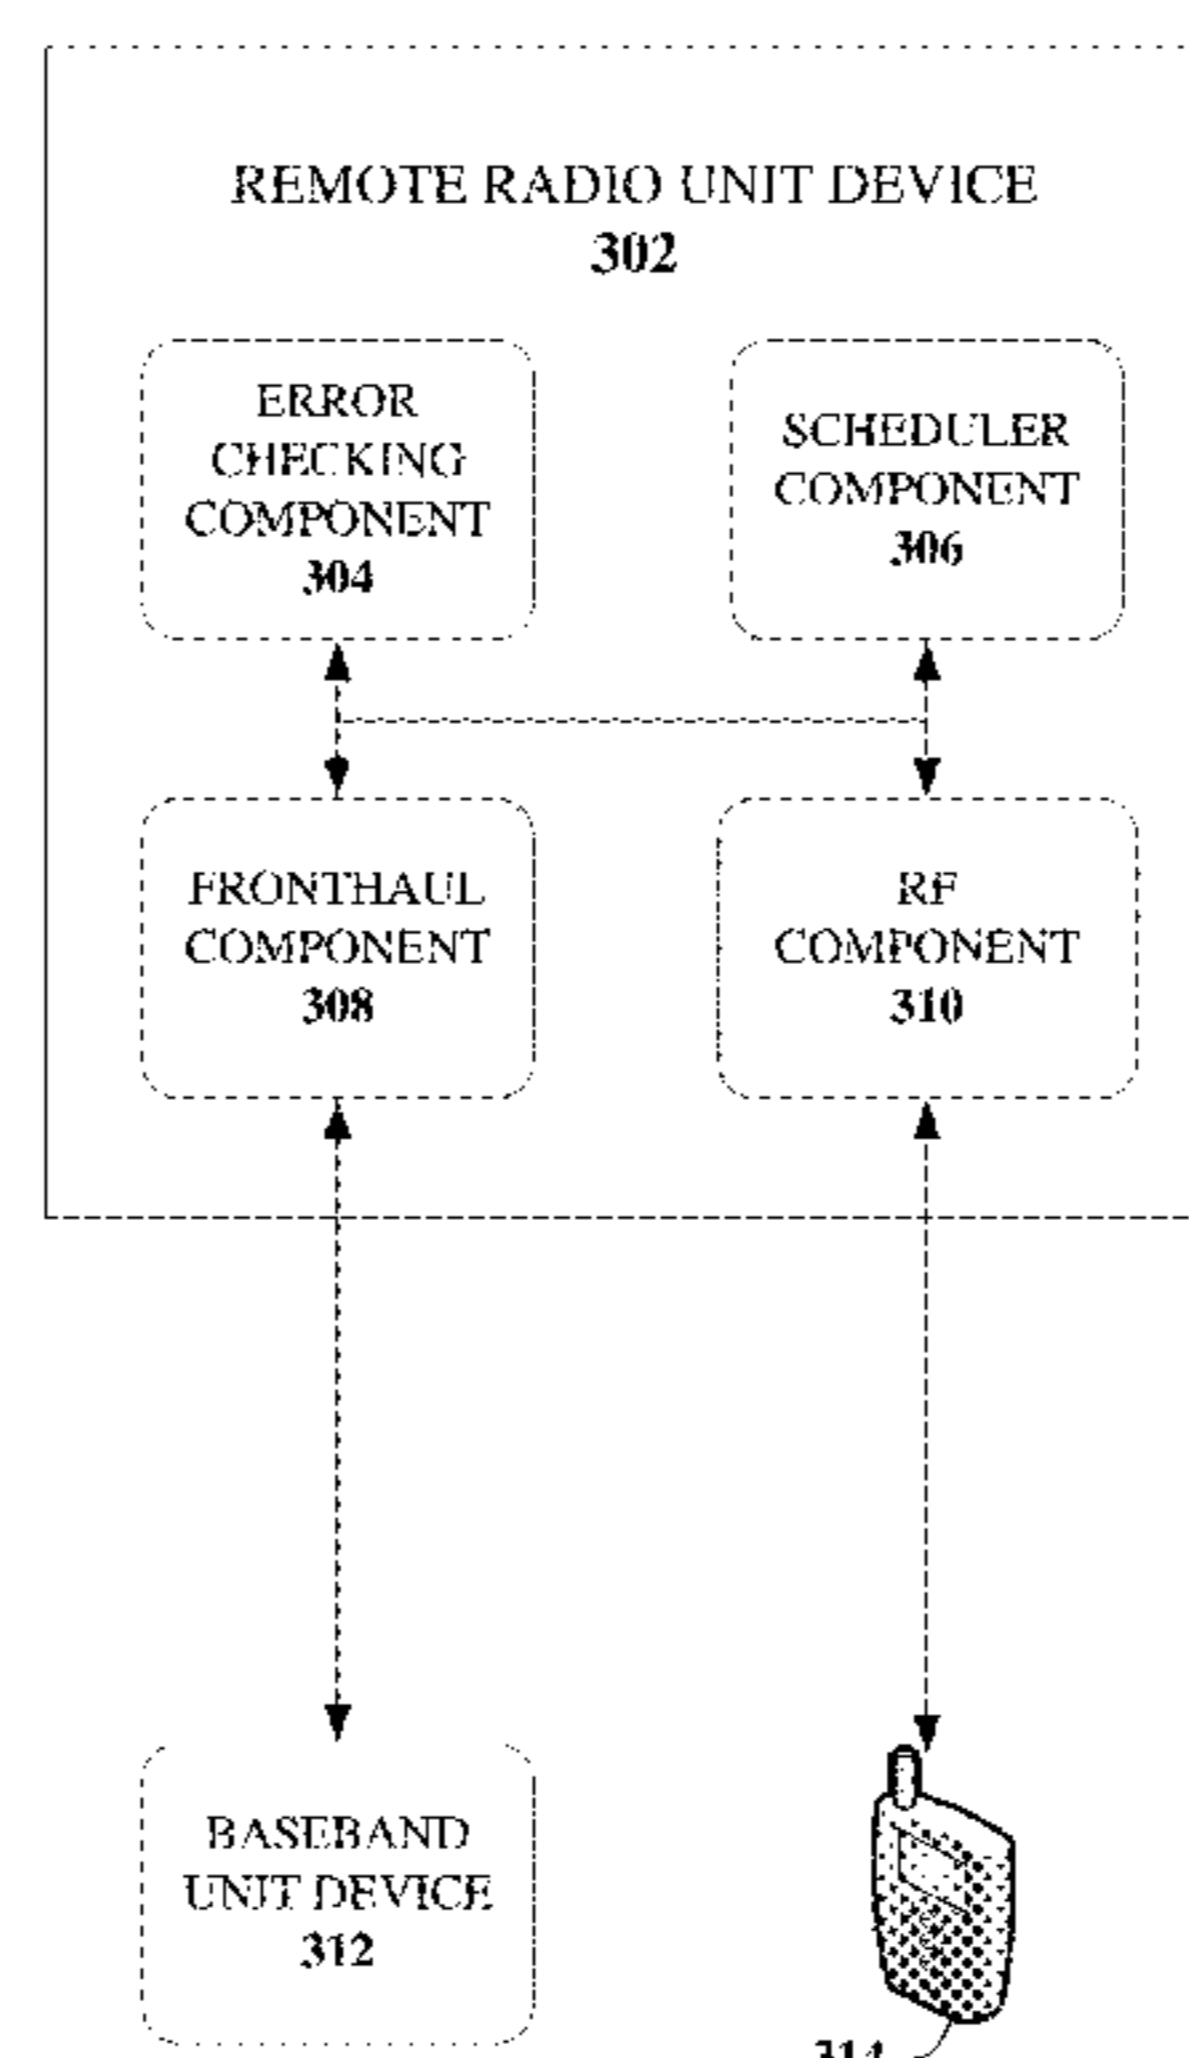 REMOTE RADIO UNIT DEVICE
302
ERROR
CHECKING
COMPONENT
304
SCHEDULER
COMPONENT
306
FRONTHAUL
COMPONENT
308
RF
COMPONENT
310
BASEBAND
UNIT DEVICE
312
314